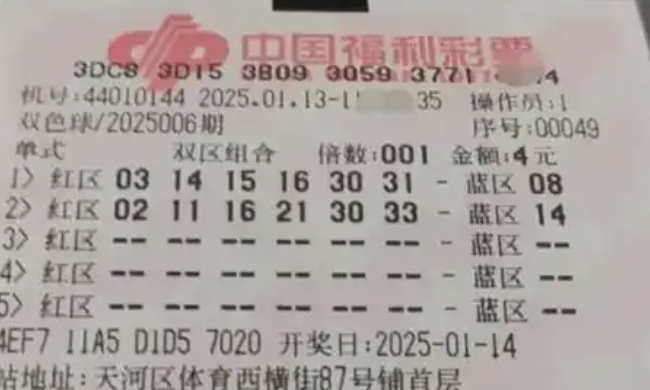 中国福利彩票
3DC8 3D15 3B09 3059 3771 4
机号:44010144 2025.01.13-1 35 操作员:1
双色球/2025006期 序号:00049
单式 双区组合 倍数:001 金额:4元
1> 红区 03 14 15 16 30 31 - 蓝区 08
2> 红区 02 11 16 21 30 33 - 蓝区 14
3> 红区 -- -- -- -- -- -- - 蓝区 --
4> 红区 -- -- -- -- -- -- - 蓝区 --
5> 红区 -- -- -- -- -- -- - 蓝区 --
4EF7 11A5 D1D5 7020 开奖日:2025-01-14
站地址:天河区体育西横街87号铺首层